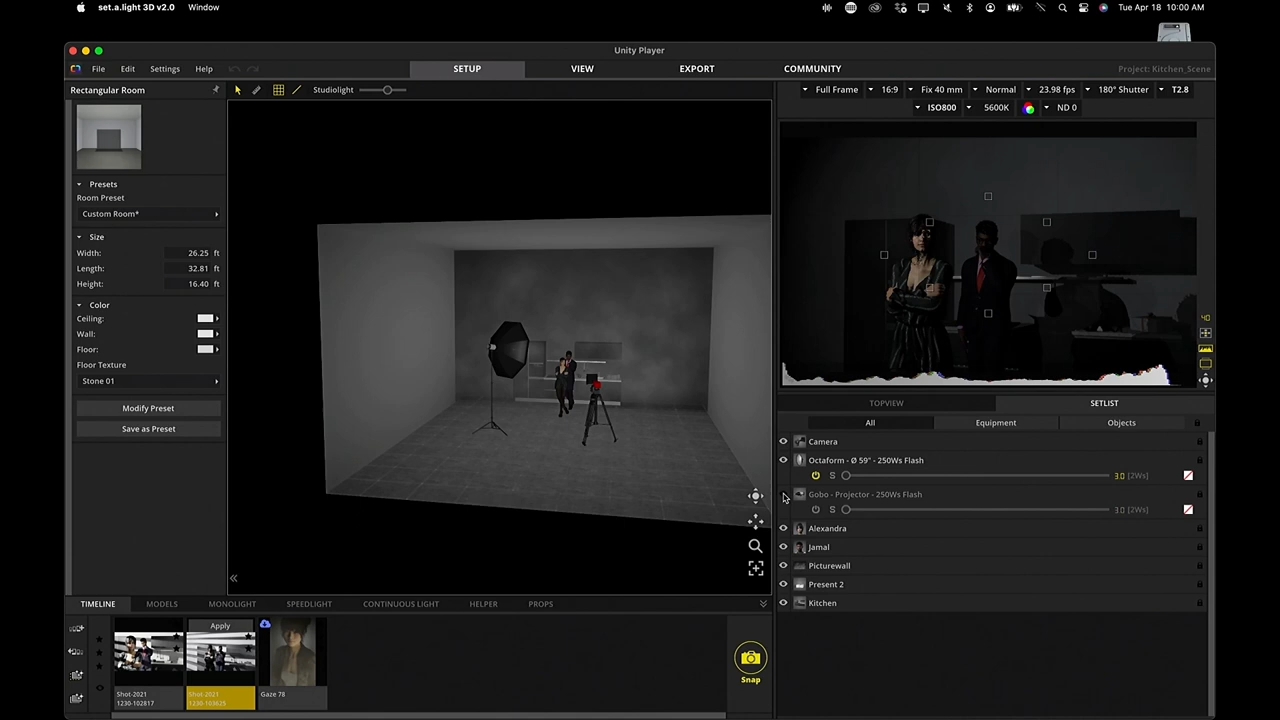 set.a.light 3D v2.0 Window Tue Apr 18 10:00 AM
Unity Player
File Edit Settings Help SETUP VIEW EXPORT COMMUNITY Project: Kitchen_Scene
Rectangular Room Studiolight Full Frame 16:9 Fix 40 mm Normal 23.98 fps 180° Shutter T2.8
ISO800 5600K ND 0
Presets
Room Preset
Custom Room*
Size
Width: 26.25 ft
Length: 32.81 ft
Height: 16.40 ft
Color
Ceiling:
Wall:
Floor:
Floor Texture
Stone 01
Modify Preset
Save as Preset
40
TOPVIEW SETLIST
All Equipment Objects
Camera
Octaform - Ø 59" - 250Ws Flash
S 3.0 [2Ws]
Gobo - Projector - 250Ws Flash
S 3.0 [2Ws]
Alexandra
Jamal
Picturewall
Present 2
Kitchen
TIMELINE MODELS MONOLIGHT SPEEDLIGHT CONTINUOUS LIGHT HELPER PROPS
Apply
Snap
Shot-2021 Shot-2021 Gaze 78
1230-102817 1230-103625